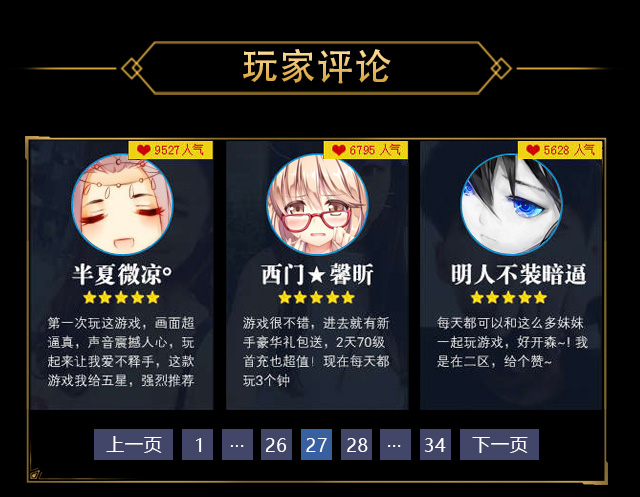 玩家评论
9527人气
6795 人气
5628 人气
半夏微凉°
西门★馨昕
明人不装暗逼
第一次玩这游戏，画面超
逼真，声音震撼人心，玩
起来让我爱不释手，这款
游戏我给五星，强烈推荐
游戏很不错，进去就有新
手豪华礼包送，2天70级
首充也超值！现在每天都
玩3个钟
每天都可以和这么多妹妹
一起玩游戏，好开森~! 我
是在二区，给个赞~
上一页 1 ··· 26 27 28 ··· 34 下一页